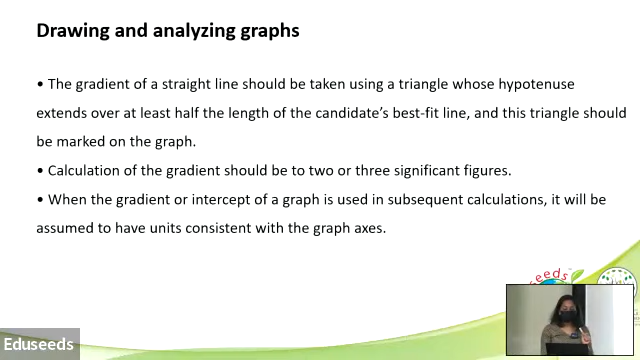 Drawing and analyzing graphs
• The gradient of a straight line should be taken using a triangle whose hypotenuse
extends over at least half the length of the candidate's best-fit line, and this triangle should
be marked on the graph.
• Calculation of the gradient should be to two or three significant figures.
• When the gradient or intercept of a graph is used in subsequent calculations, it will be
assumed to have units consistent with the graph axes.
Eduseeds